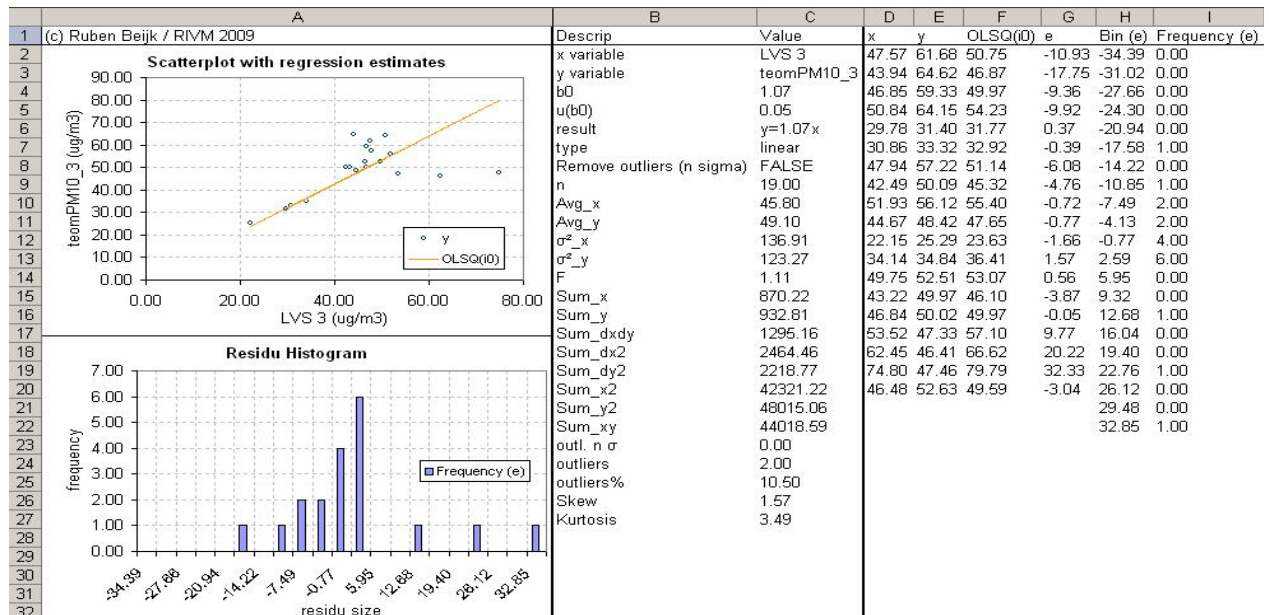 A B C D E F G H I
1 (c) Ruben Beijk / RIVM 2009 Descrip Value x y OLSQ(i0) e Bin (e) Frequency (e)
2 x variable LVS 3 47.57 61.68 50.75 -10.93 -34.39 0.00
3 y variable teomPM10_3 43.94 64.62 46.87 -17.75 -31.02 0.00
4 b0 1.07 46.85 59.33 49.97 -9.36 -27.66 0.00
5 u(b0) 0.05 50.84 64.15 54.23 -9.92 -24.30 0.00
6 result y=1.07x 29.78 31.40 31.77 0.37 -20.94 0.00
7 type linear 30.86 33.32 32.92 -0.39 -17.58 1.00
8 Remove outliers (n sigma) FALSE 47.94 57.22 51.14 -6.08 -14.22 0.00
9 n 19.00 42.49 50.09 45.32 -4.76 -10.85 1.00
10 Avg_x 45.80 51.93 56.12 55.40 -0.72 -7.49 2.00
11 Avg_y 49.10 44.67 48.42 47.65 -0.77 -4.13 2.00
12 σ²_x 136.91 22.15 25.29 23.63 -1.66 -0.77 4.00
13 σ²_y 123.27 34.14 34.84 36.41 1.57 2.59 6.00
14 F 1.11 49.75 52.51 53.07 0.56 5.95 0.00
15 Sum_x 870.22 43.22 49.97 46.10 -3.87 9.32 0.00
16 Sum_y 932.81 46.84 50.02 49.97 -0.05 12.68 1.00
17 Sum_dxdy 1295.16 53.52 47.33 57.10 9.77 16.04 0.00
18 Sum_dx2 2464.46 62.45 46.41 66.62 20.22 19.40 0.00
19 Sum_dy2 2218.77 74.80 47.46 79.79 32.33 22.76 1.00
20 Sum_x2 42321.22 46.48 52.63 49.59 -3.04 26.12 0.00
21 Sum_y2 48015.06 29.48 0.00
22 Sum_xy 44018.59 32.85 1.00
23 outl. n σ 0.00
24 outliers 2.00
25 outliers% 10.50
26 Skew 1.57
27 Kurtosis 3.49
28
29
30
31
32
Scatterplot with regression estimates
teomPM10_3 (ug/m3)
90.00
80.00
70.00
60.00
50.00
40.00
30.00
20.00
10.00
0.00
y
OLSQ(i0)
0.00 20.00 40.00 60.00 80.00
LVS 3 (ug/m3)
Residu Histogram
frequency
7.00
6.00
5.00
4.00
3.00
2.00
1.00
0.00
Frequency (e)
-34.39 -27.66 -20.94 -14.22 -7.49 -0.77 5.95 12.68 19.40 26.12 32.85
residu size